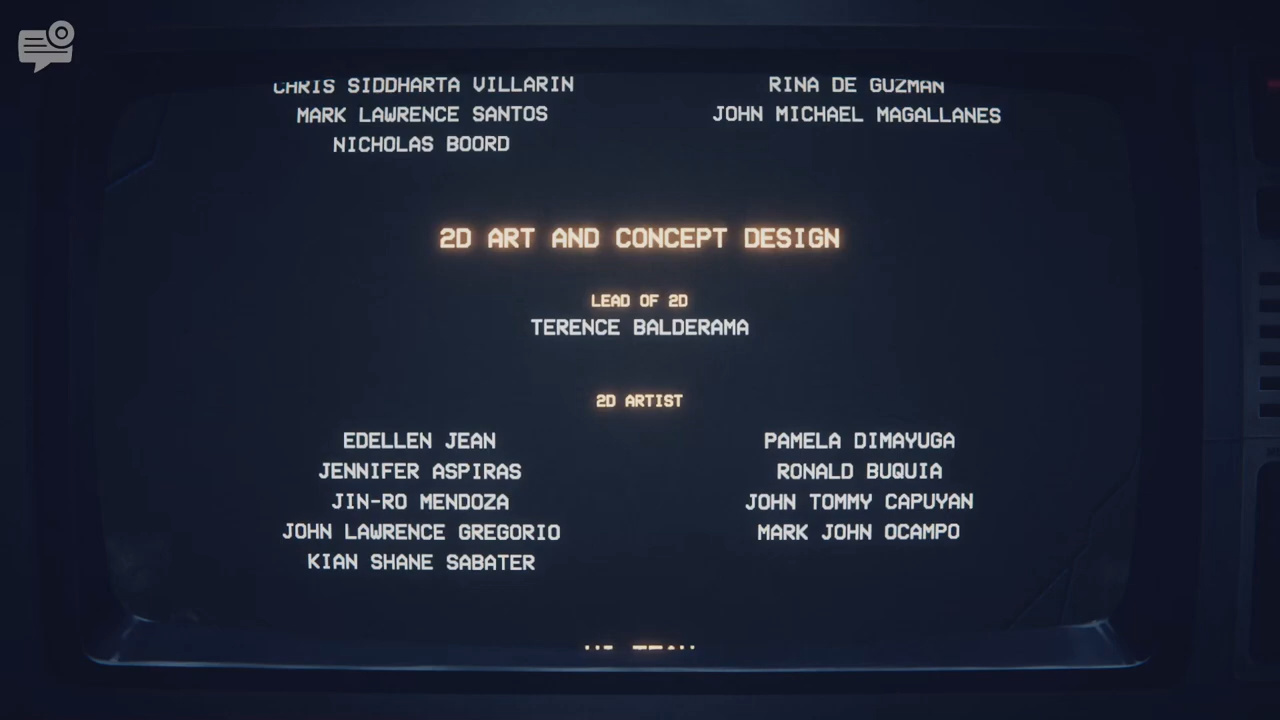 CHRIS SIDDHARTA VILLARIN
RINA DE GUZMAN
MARK LAWRENCE SANTOS
JOHN MICHAEL MAGALLANES
NICHOLAS BOORD
2D ART AND CONCEPT DESIGN
LEAD OF 2D
TERENCE BALDERAMA
2D ARTIST
EDELLEN JEAN
PAMELA DIMAYUGA
JENNIFER ASPIRAS
RONALD BUQUIA
JIN-RO MENDOZA
JOHN TOMMY CAPUYAN
JOHN LAWRENCE GREGORIO
MARK JOHN OCAMPO
KIAN SHANE SABATER